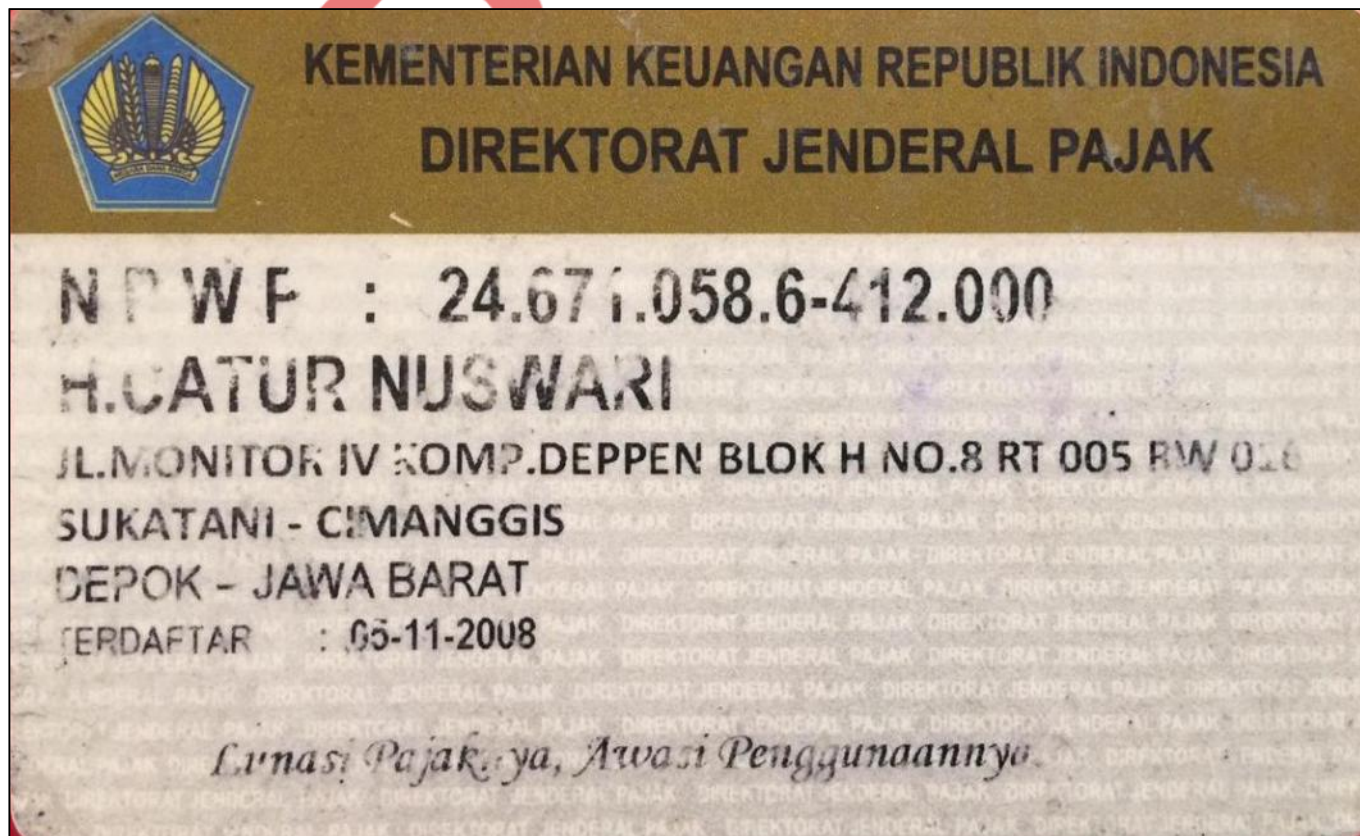 KEMENTERIAN KEUANGAN REPUBLIK INDONESIA
DIREKTORAT JENDERAL PAJAK
NPWP : 24.671.058.6-412.000
H.CATUR NUSWARI
JL.MONITOR IV KOMP.DEPPEN BLOK H NO.8 RT 005 RW 016
SUKATANI - CIMANGGIS
DEPOK – JAWA BARAT
TERDAFTAR : 05-11-2008
Lunasi Pajaknya, Awasi Penggunaannya.